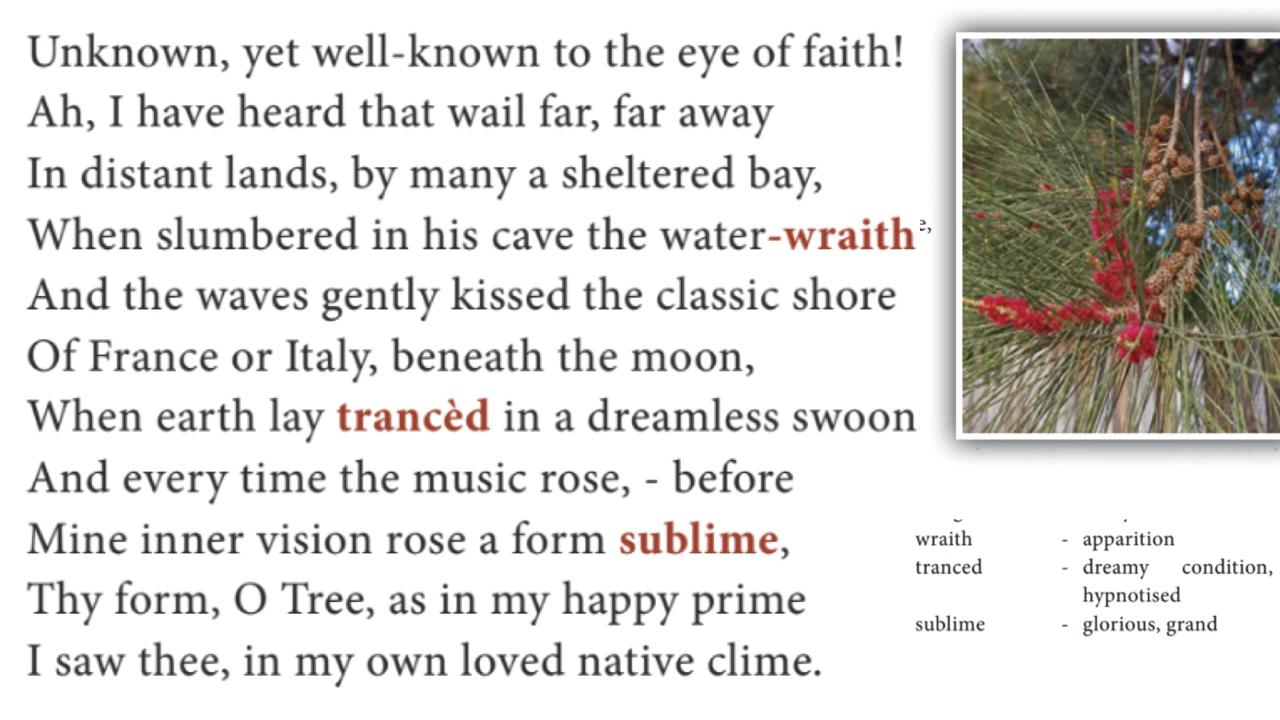 Unknown, yet well-known to the eye of faith!
Ah, I have heard that wail far, far away
In distant lands, by many a sheltered bay,
When slumbered in his cave the water-wraith
And the waves gently kissed the classic shore
Of France or Italy, beneath the moon,
When earth lay trancèd in a dreamless swoon
And every time the music rose, - before
Mine inner vision rose a form sublime,
Thy form, O Tree, as in my happy prime
I saw thee, in my own loved native clime.
wraith - apparition
tranced - dreamy condition,
hypnotised
sublime - glorious, grand